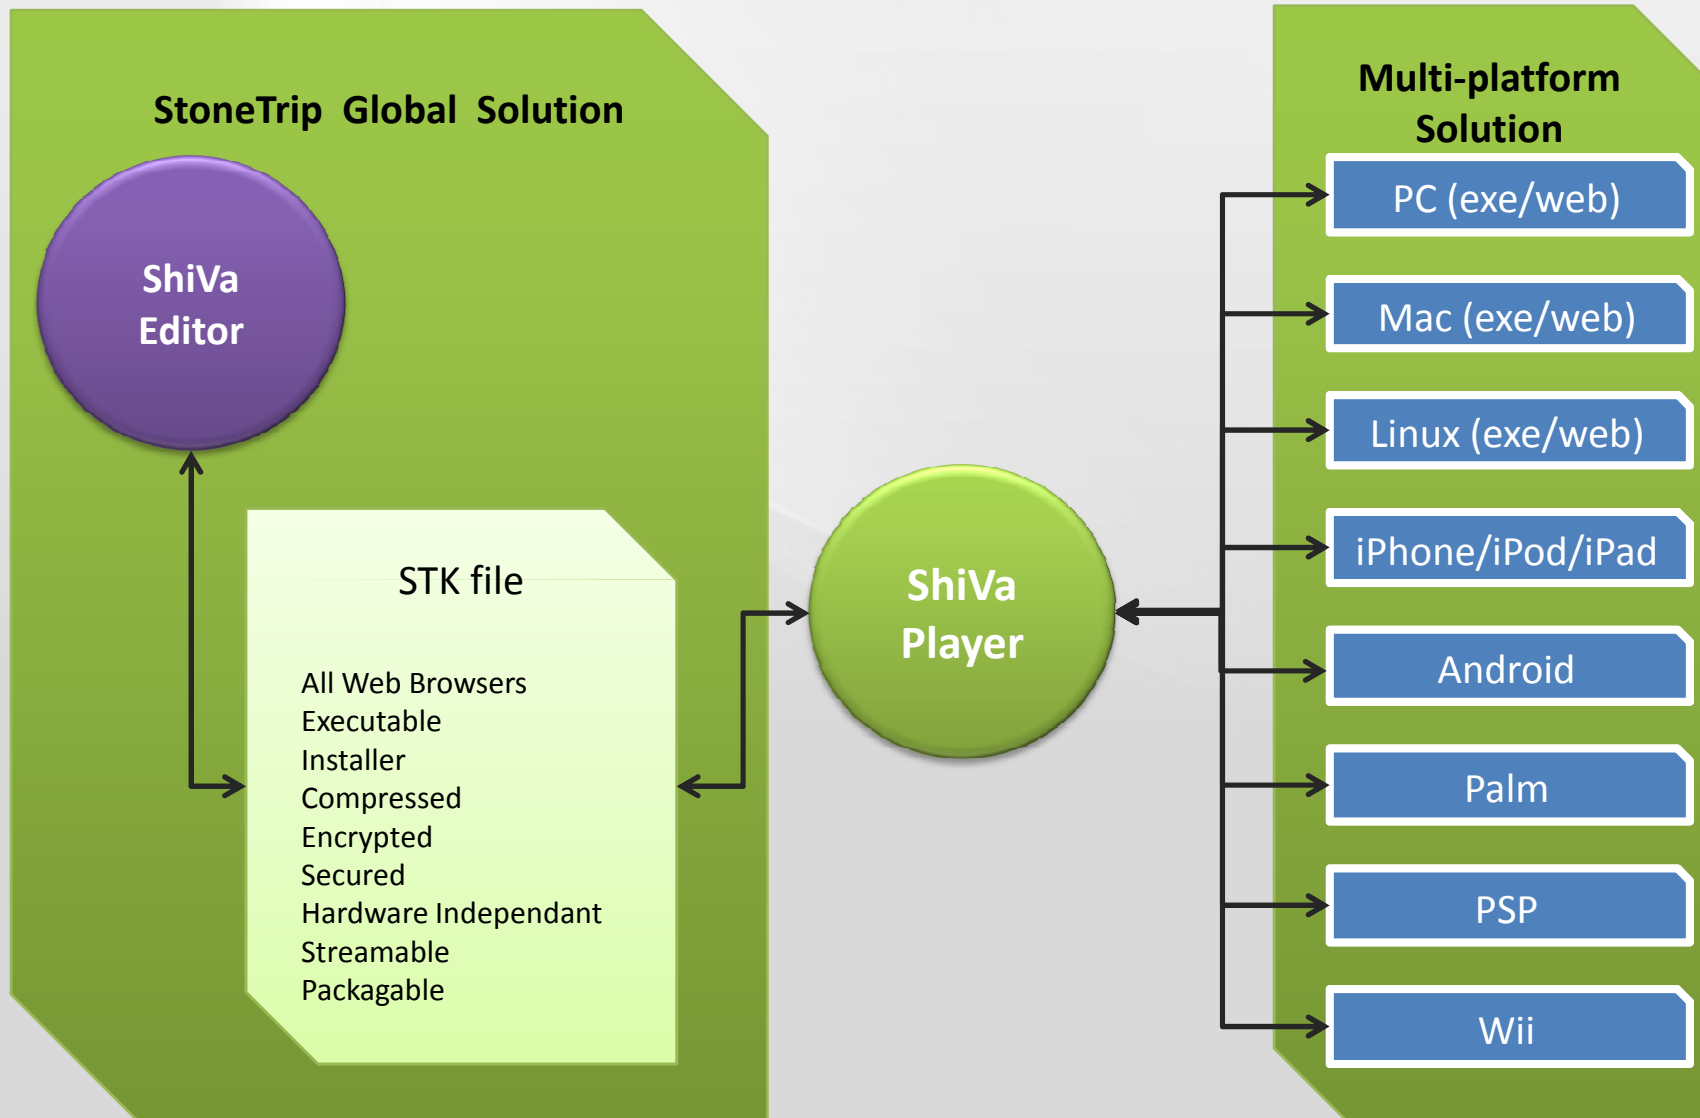 StoneTrip Global Solution
ShiVa
Editor
STK file
All Web Browsers
Executable
Installer
Compressed
Encrypted
Secured
Hardware Independant
Streamable
Packagable
ShiVa
Player
Multi-platform
Solution
PC (exe/web)
Mac (exe/web)
Linux (exe/web)
iPhone/iPod/iPad
Android
Palm
PSP
Wii